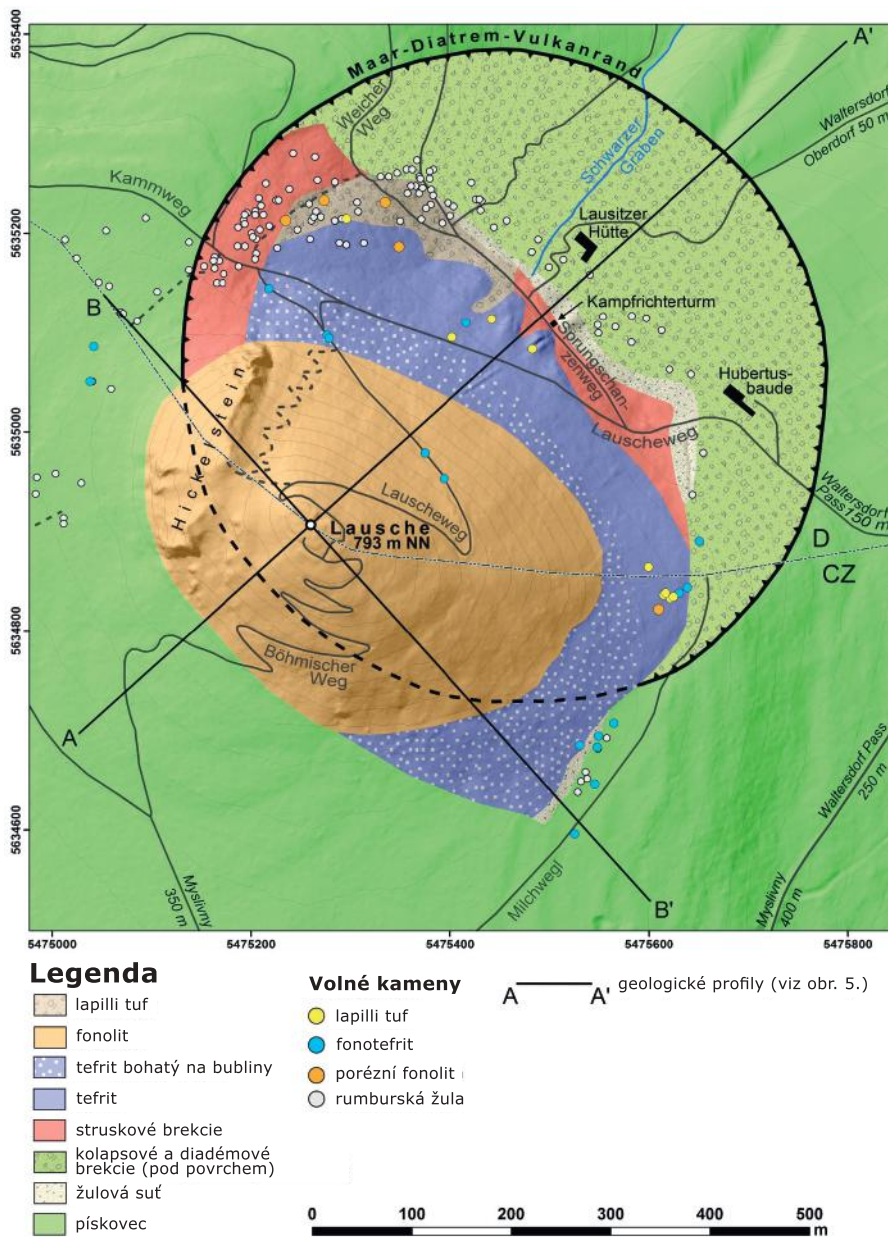 5635400
5635200
5635000
5634800
5634600
Maar-Diatrem-Vulkanrand
A'
Weicher
Weg
Schwarzer
Graben
Waltersdorf
Oberdorf 50 m
Kammweg
Lausitzer
Hütte
B
Kampfrichterturm
Sprungschan-
zenweg
Hubertus-
baude
Hickelstein
Lauscheweg
Lauscheweg
Waltersdorf
Pass 150 m
Lausche
793 m NN
D
CZ
Böhmischer
Weg
A
Waltersdorf Pass
250 m
Myslivny
350 m
Milchwegl
B'
Myslivny
400 m
5475000
5475200
5475400
5475600
5475800
Legenda
lapilli tuf
fonolit
tefrit bohatý na bubliny
tefrit
struskové brekcie
kolapsové a diadémové
brekcie (pod povrchem)
žulová suť
pískovec
Volné kameny
lapilli tuf
fonotefrit
porézní fonolit
rumburská žula
A A' geologické profily (viz obr. 5.)
0 100 200 300 400 500
m